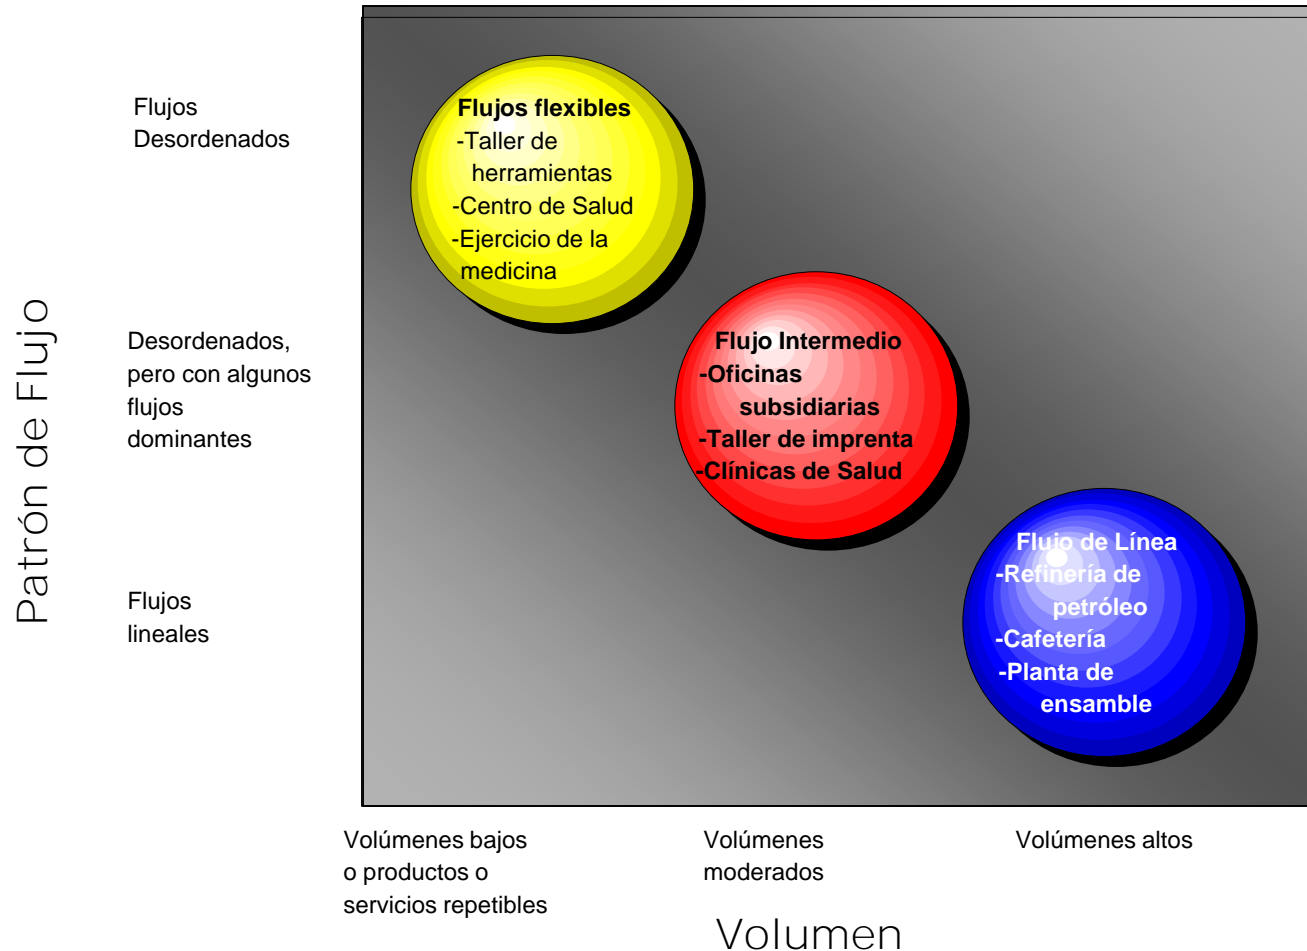 Patrón de Flujo
Flujos
Desordenados
Desordenados,
pero con algunos
flujos
dominantes
Flujos
lineales
Flujos flexibles
-Taller de
herramientas
-Centro de Salud
-Ejercicio de la
medicina
Flujo Intermedio
-Oficinas
subsidiarias
-Taller de imprenta
-Clínicas de Salud
Flujo de Línea
-Refinería de
petróleo
-Cafetería
-Planta de
ensamble
Volúmenes bajos
o productos o
servicios repetibles
Volúmenes
moderados
Volúmenes altos
Volumen